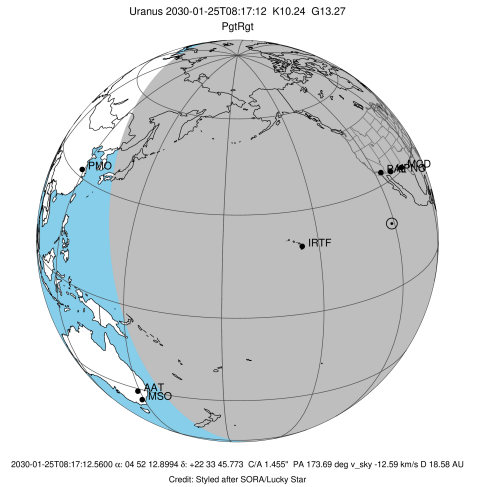 Uranus 2030-01-25T08:17:12 K10.24 G13.27
PgtRgt
PMO
MCD
IRTF
AAT
MSO
2030-01-25T08:17:12.5600 α: 04 52 12.8994 δ: +22 33 45.773 C/A 1.455" PA 173.69 deg v_sky -12.59 km/s D 18.58 AU
Credit: Styled after SORA/Lucky Star